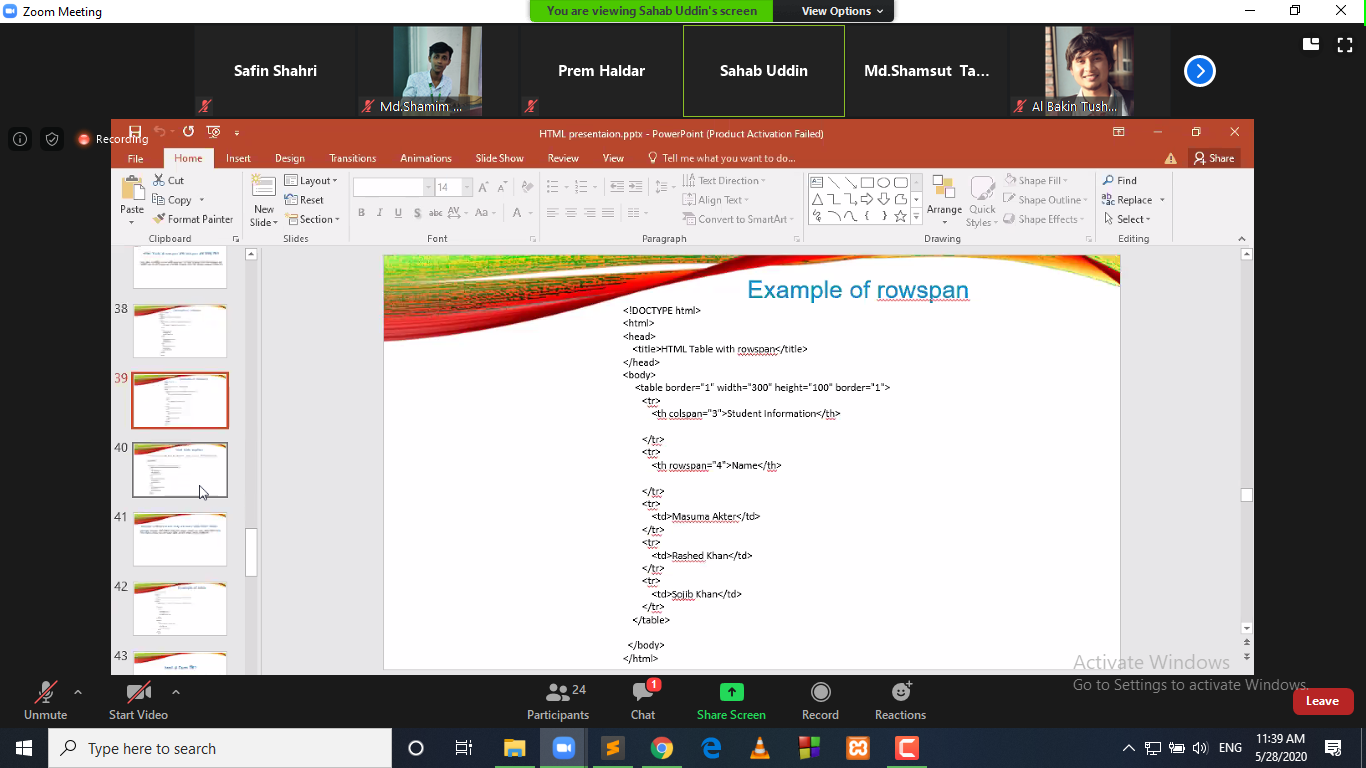 Zoom Meeting
You are viewing Sahab Uddin's screen
View Options
Safin Shahri
Md.Shamim ...
Prem Haldar
Sahab Uddin
Md.Shamsut Ta...
Al Bakin Tush...
Recording
HTML presentaion.pptx - PowerPoint (Product Activation Failed)
File
Home
Insert
Design
Transitions
Animations
Slide Show
Review
View
Tell me what you want to do...
Share
Paste
Cut
Copy
Format Painter
Clipboard
New
Slide
Layout
Reset
Section
Slides
14
B I U S abc AV Aa A
Font
Text Direction
Align Text
Convert to SmartArt
Paragraph
Arrange
Quick
Styles
Shape Fill
Shape Outline
Shape Effects
Drawing
Find
Replace
Select
Editing
38
39
40
41
42
43
Example of rowspan
<!DOCTYPE html>
<html>
<head>
<title>HTML Table with rowspan</title>
</head>
<body>
<table border="1" width="300" height="100" border="1">
<tr>
<th colspan="3">Student Information</th>
</tr>
<tr>
<th rowspan="4">Name</th>
</tr>
<tr>
<td>Masuma Akter</td>
</tr>
<tr>
<td>Rashed Khan</td>
</tr>
<tr>
<td>Sojib Khan</td>
</tr>
</table>
</body>
</html>
Activate Windows
Go to Settings to activate Windows.
Unmute
Start Video
Participants
24
Chat
1
Share Screen
Record
Reactions
Leave
Type here to search
ENG
11:39 AM
5/28/2020